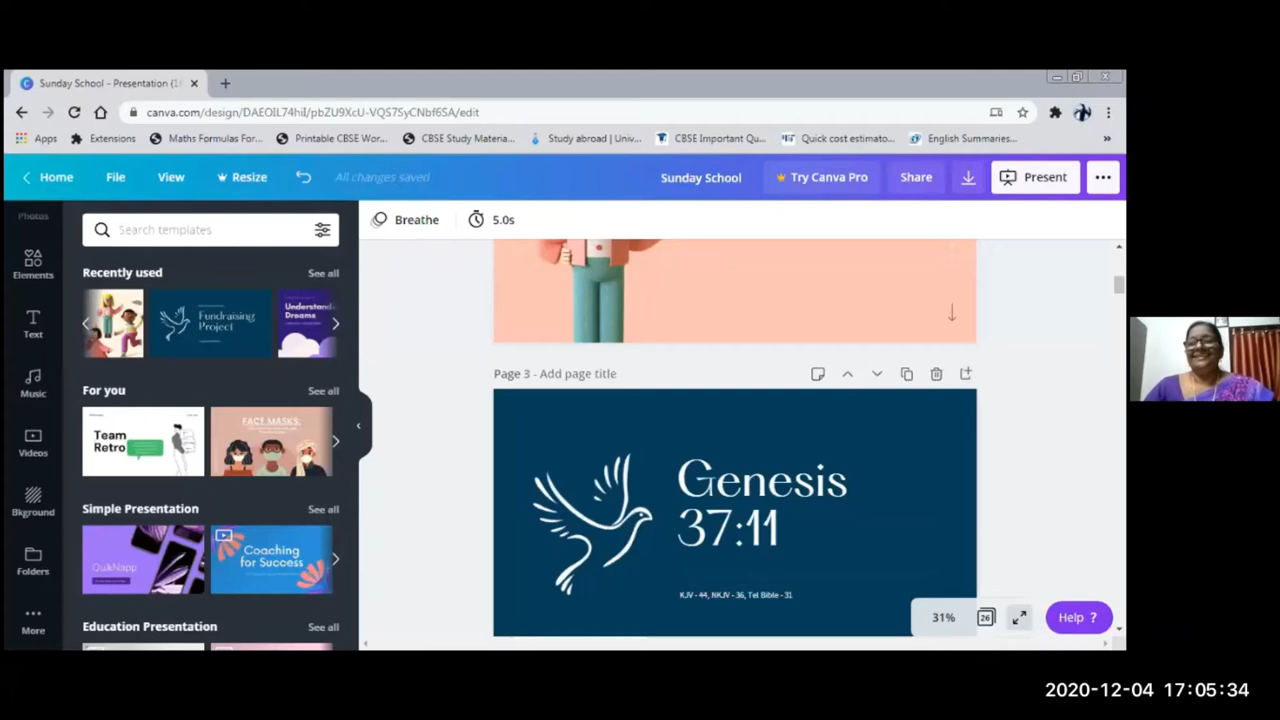 Sunday School - Presentation (1
canva.com/design/DAEOIL74hiI/pbZU9XcU-VQS7SyCNbf6SA/edit
Apps
Extensions
Maths Formulas For...
Printable CBSE Wor...
CBSE Study Materia...
Study abroad | Univ...
CBSE Important Qu...
Quick cost estimato...
English Summaries...
»
Home
File
View
Resize
All changes saved
Sunday School
Try Canva Pro
Share
Present
Photos
Elements
Text
Music
Videos
Bkground
Folders
More
Search templates
Recently used
See all
Fundraising
Project
Understand
Dreams
For you
See all
Team
Retro
FACE MASKS:
Simple Presentation
See all
QuikNapp
Coaching
for Success
Education Presentation
See all
Breathe
5.0s
Page 3 - Add page title
Genesis
37:11
KJV - 44, NKJV - 36, Tel Bible - 31
31%
26
Help ?
2020-12-04 17:05:34